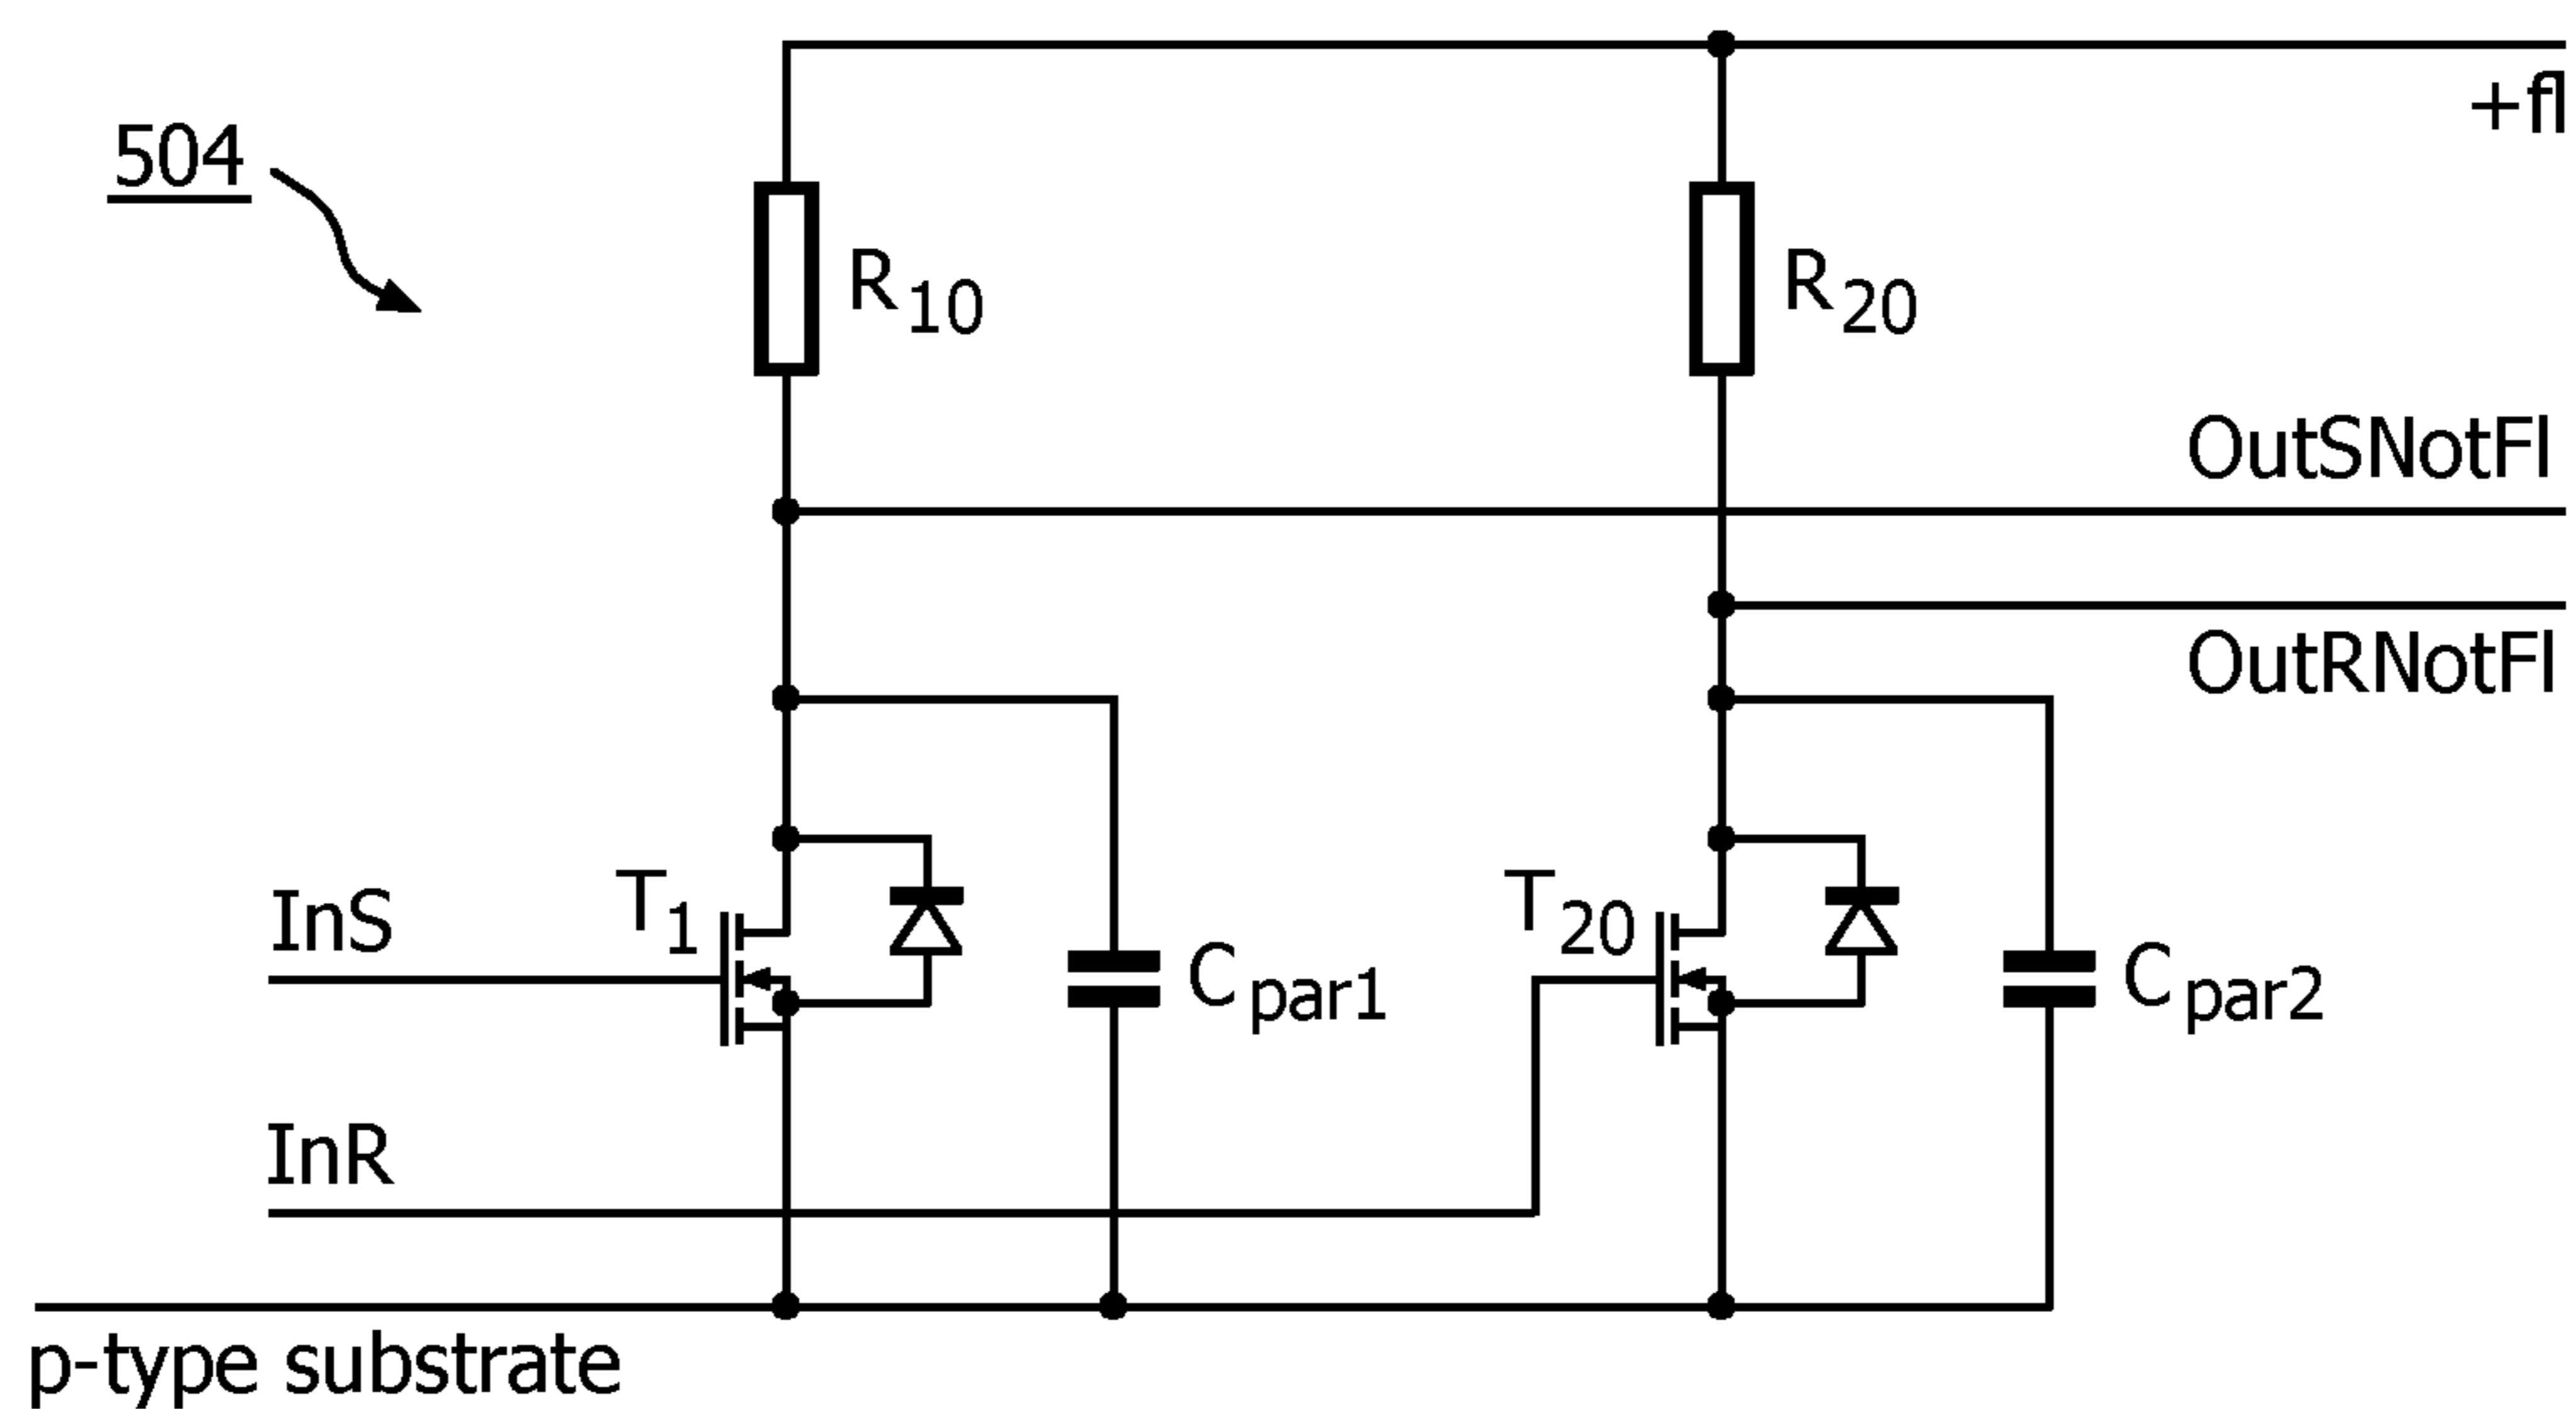 +fl
504
R10
R20
OutSNotFl
OutRNotFl
InS
T1
Cpar1
T20
Cpar2
InR
p-type substrate